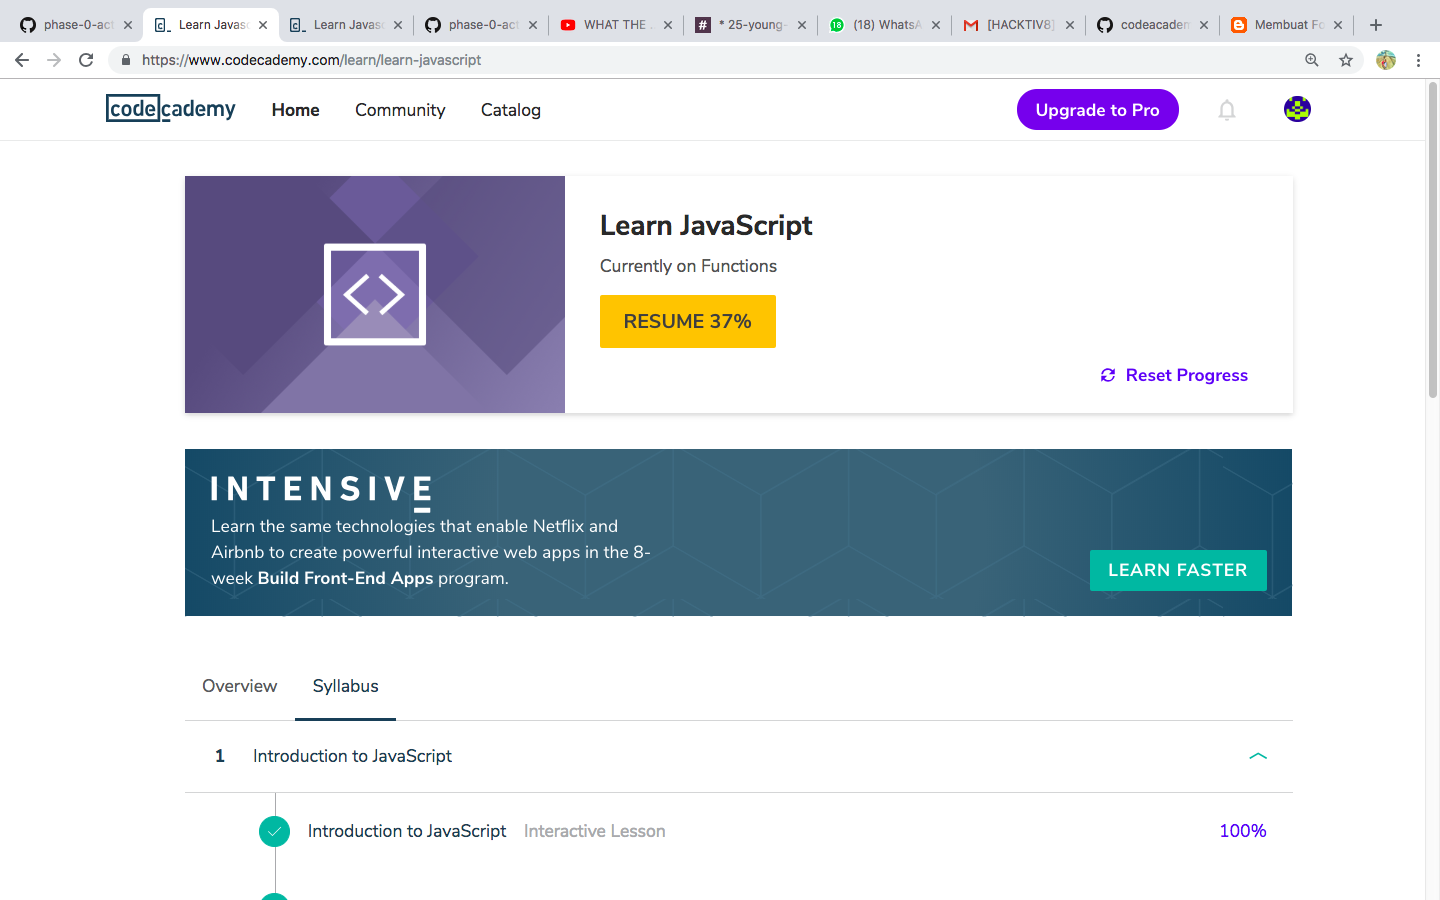 phase-0-act
Learn Javasc
Learn Javasc
phase-0-act
WHAT THE
* 25-young-
(18) WhatsA
[HACKTIV8]
codeacadem
Membuat Fo
https://www.codecademy.com/learn/learn-javascript
codecademy
Home
Community
Catalog
Upgrade to Pro
Learn JavaScript
Currently on Functions
RESUME 37%
Reset Progress
INTENSIVE
Learn the same technologies that enable Netflix and
Airbnb to create powerful interactive web apps in the 8-
week Build Front-End Apps program.
LEARN FASTER
Overview
Syllabus
1 Introduction to JavaScript
Introduction to JavaScript Interactive Lesson 100%